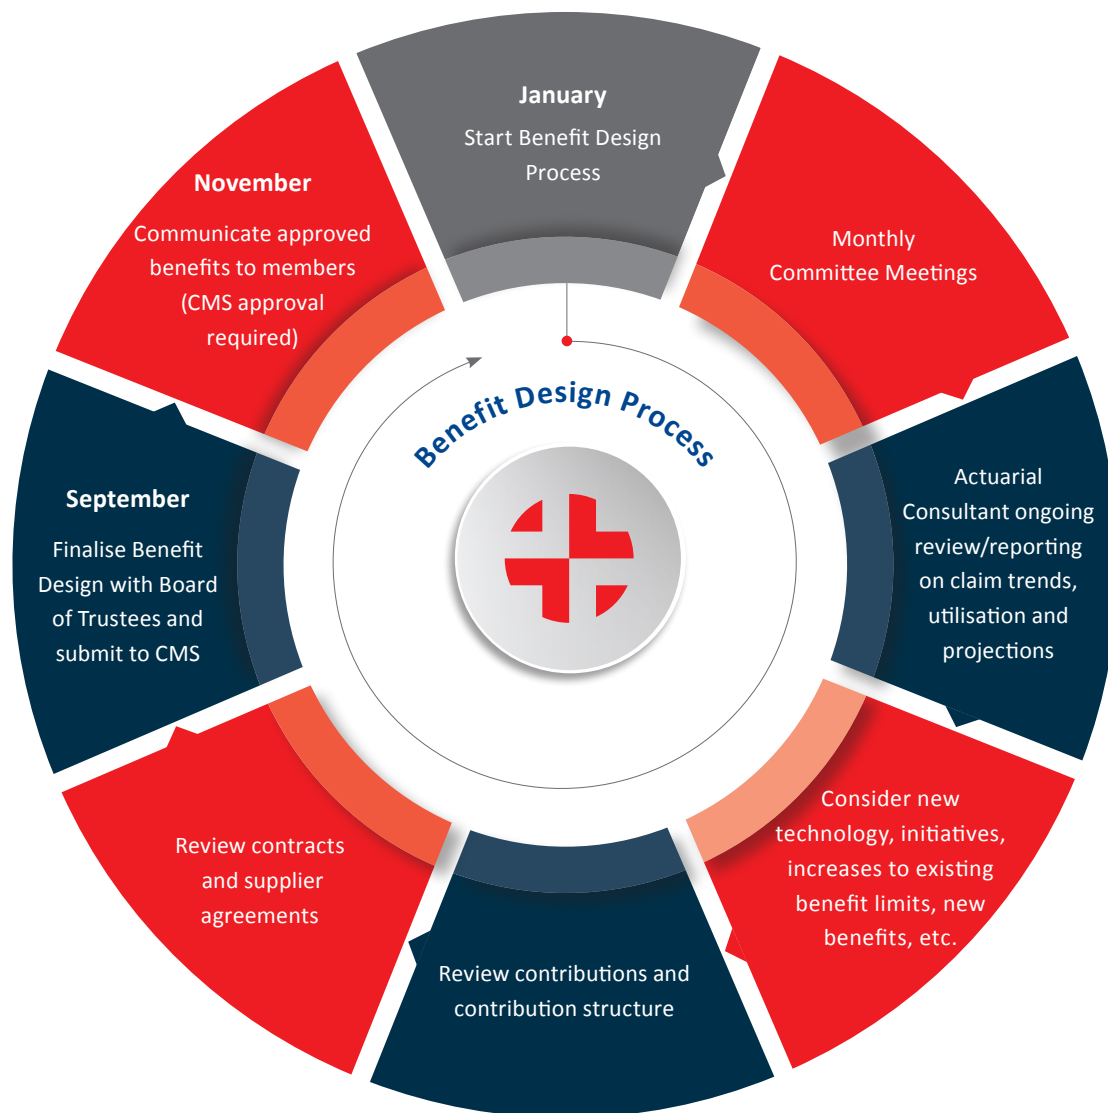 January
Start Benefit Design
Process
Monthly
Committee Meetings
Actuarial
Consultant ongoing
review/reporting
on claim trends,
utilisation and
projections
Consider new
technology, initiatives,
increases to existing
benefit limits, new
benefits, etc.
Review contributions and
contribution structure
Review contracts
and supplier
agreements
September
Finalise Benefit
Design with Board
of Trustees and
submit to CMS
November
Communicate approved
benefits to members
(CMS approval
required)
Benefit Design Process